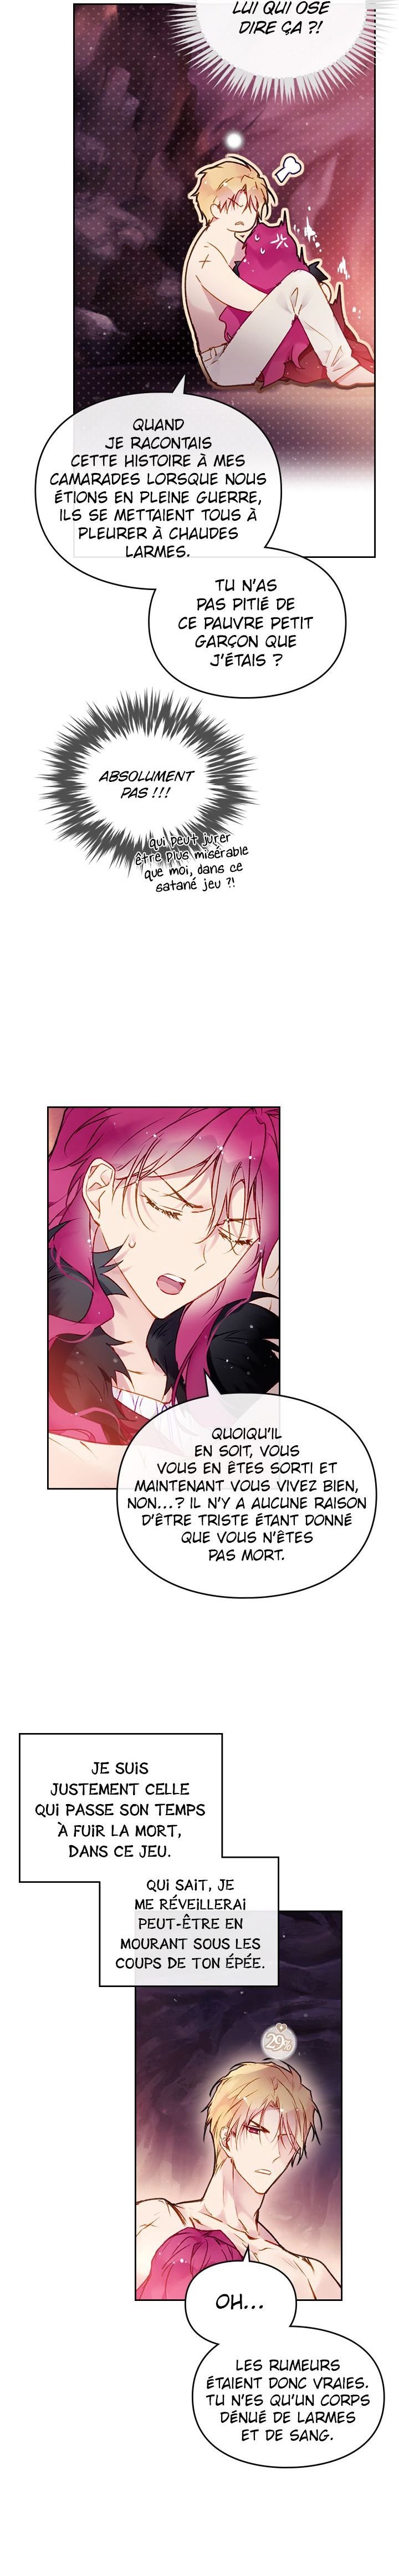 LUI QUI OSE
DIRE ÇA ?!
QUAND
JE RACONTAIS
CETTE HISTOIRE À MES
CAMARADES LORSQUE NOUS
ÉTIONS EN PLEINE GUERRE,
ILS SE METTAIENT TOUS À
PLEURER À CHAUDES
LARMES.
TU N'AS
PAS PITIÉ DE
CE PAUVRE PETIT
GARÇON QUE
J'ÉTAIS ?
ABSOLUMENT
PAS !!!
qui peut jurer
être plus misérable
que moi, dans ce
satané jeu ?!
QUOIQU'IL
EN SOIT, VOUS
VOUS EN ÊTES SORTI ET
MAINTENANT VOUS VIVEZ BIEN,
NON...? IL N'Y A AUCUNE RAISON
D'ÊTRE TRISTE ÉTANT DONNÉ
QUE VOUS N'ÊTES
PAS MORT.
JE SUIS
JUSTEMENT CELLE
QUI PASSE SON TEMPS
À FUIR LA MORT,
DANS CE JEU.
QUI SAIT, JE
ME RÉVEILLERAI
PEUT-ÊTRE EN
MOURANT SOUS LES
COUPS DE TON ÉPÉE.
29%
OH...
LES RUMEURS
ÉTAIENT DONC VRAIES.
TU N'ES QU'UN CORPS
DÉNUÉ DE LARMES
ET DE SANG.